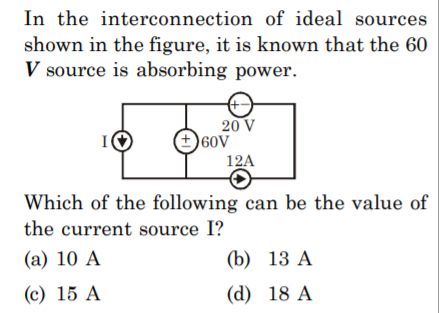 In the interconnection of ideal sources
shown in the figure, it is known that the 60
V source is absorbing power.
+ −
20 V
I
+ − 60V
12A
Which of the following can be the value of
the current source I?
(a) 10 A (b) 13 A
(c) 15 A (d) 18 A